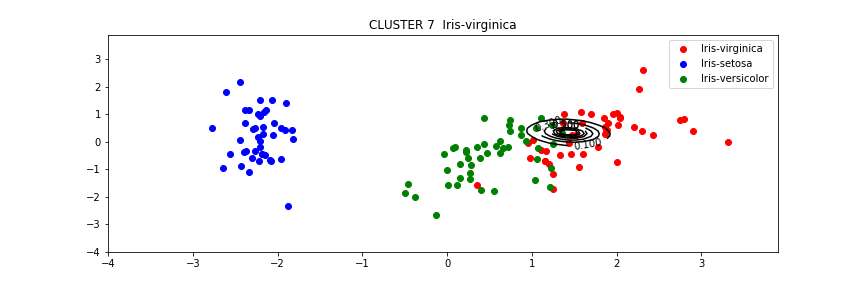 CLUSTER 7  Iris-virginica
Iris-virginica
Iris-setosa
Iris-versicolor
3
2
1
0
−1
−2
−3
−4
0.100
−4 −3 −2 −1 0 1 2 3